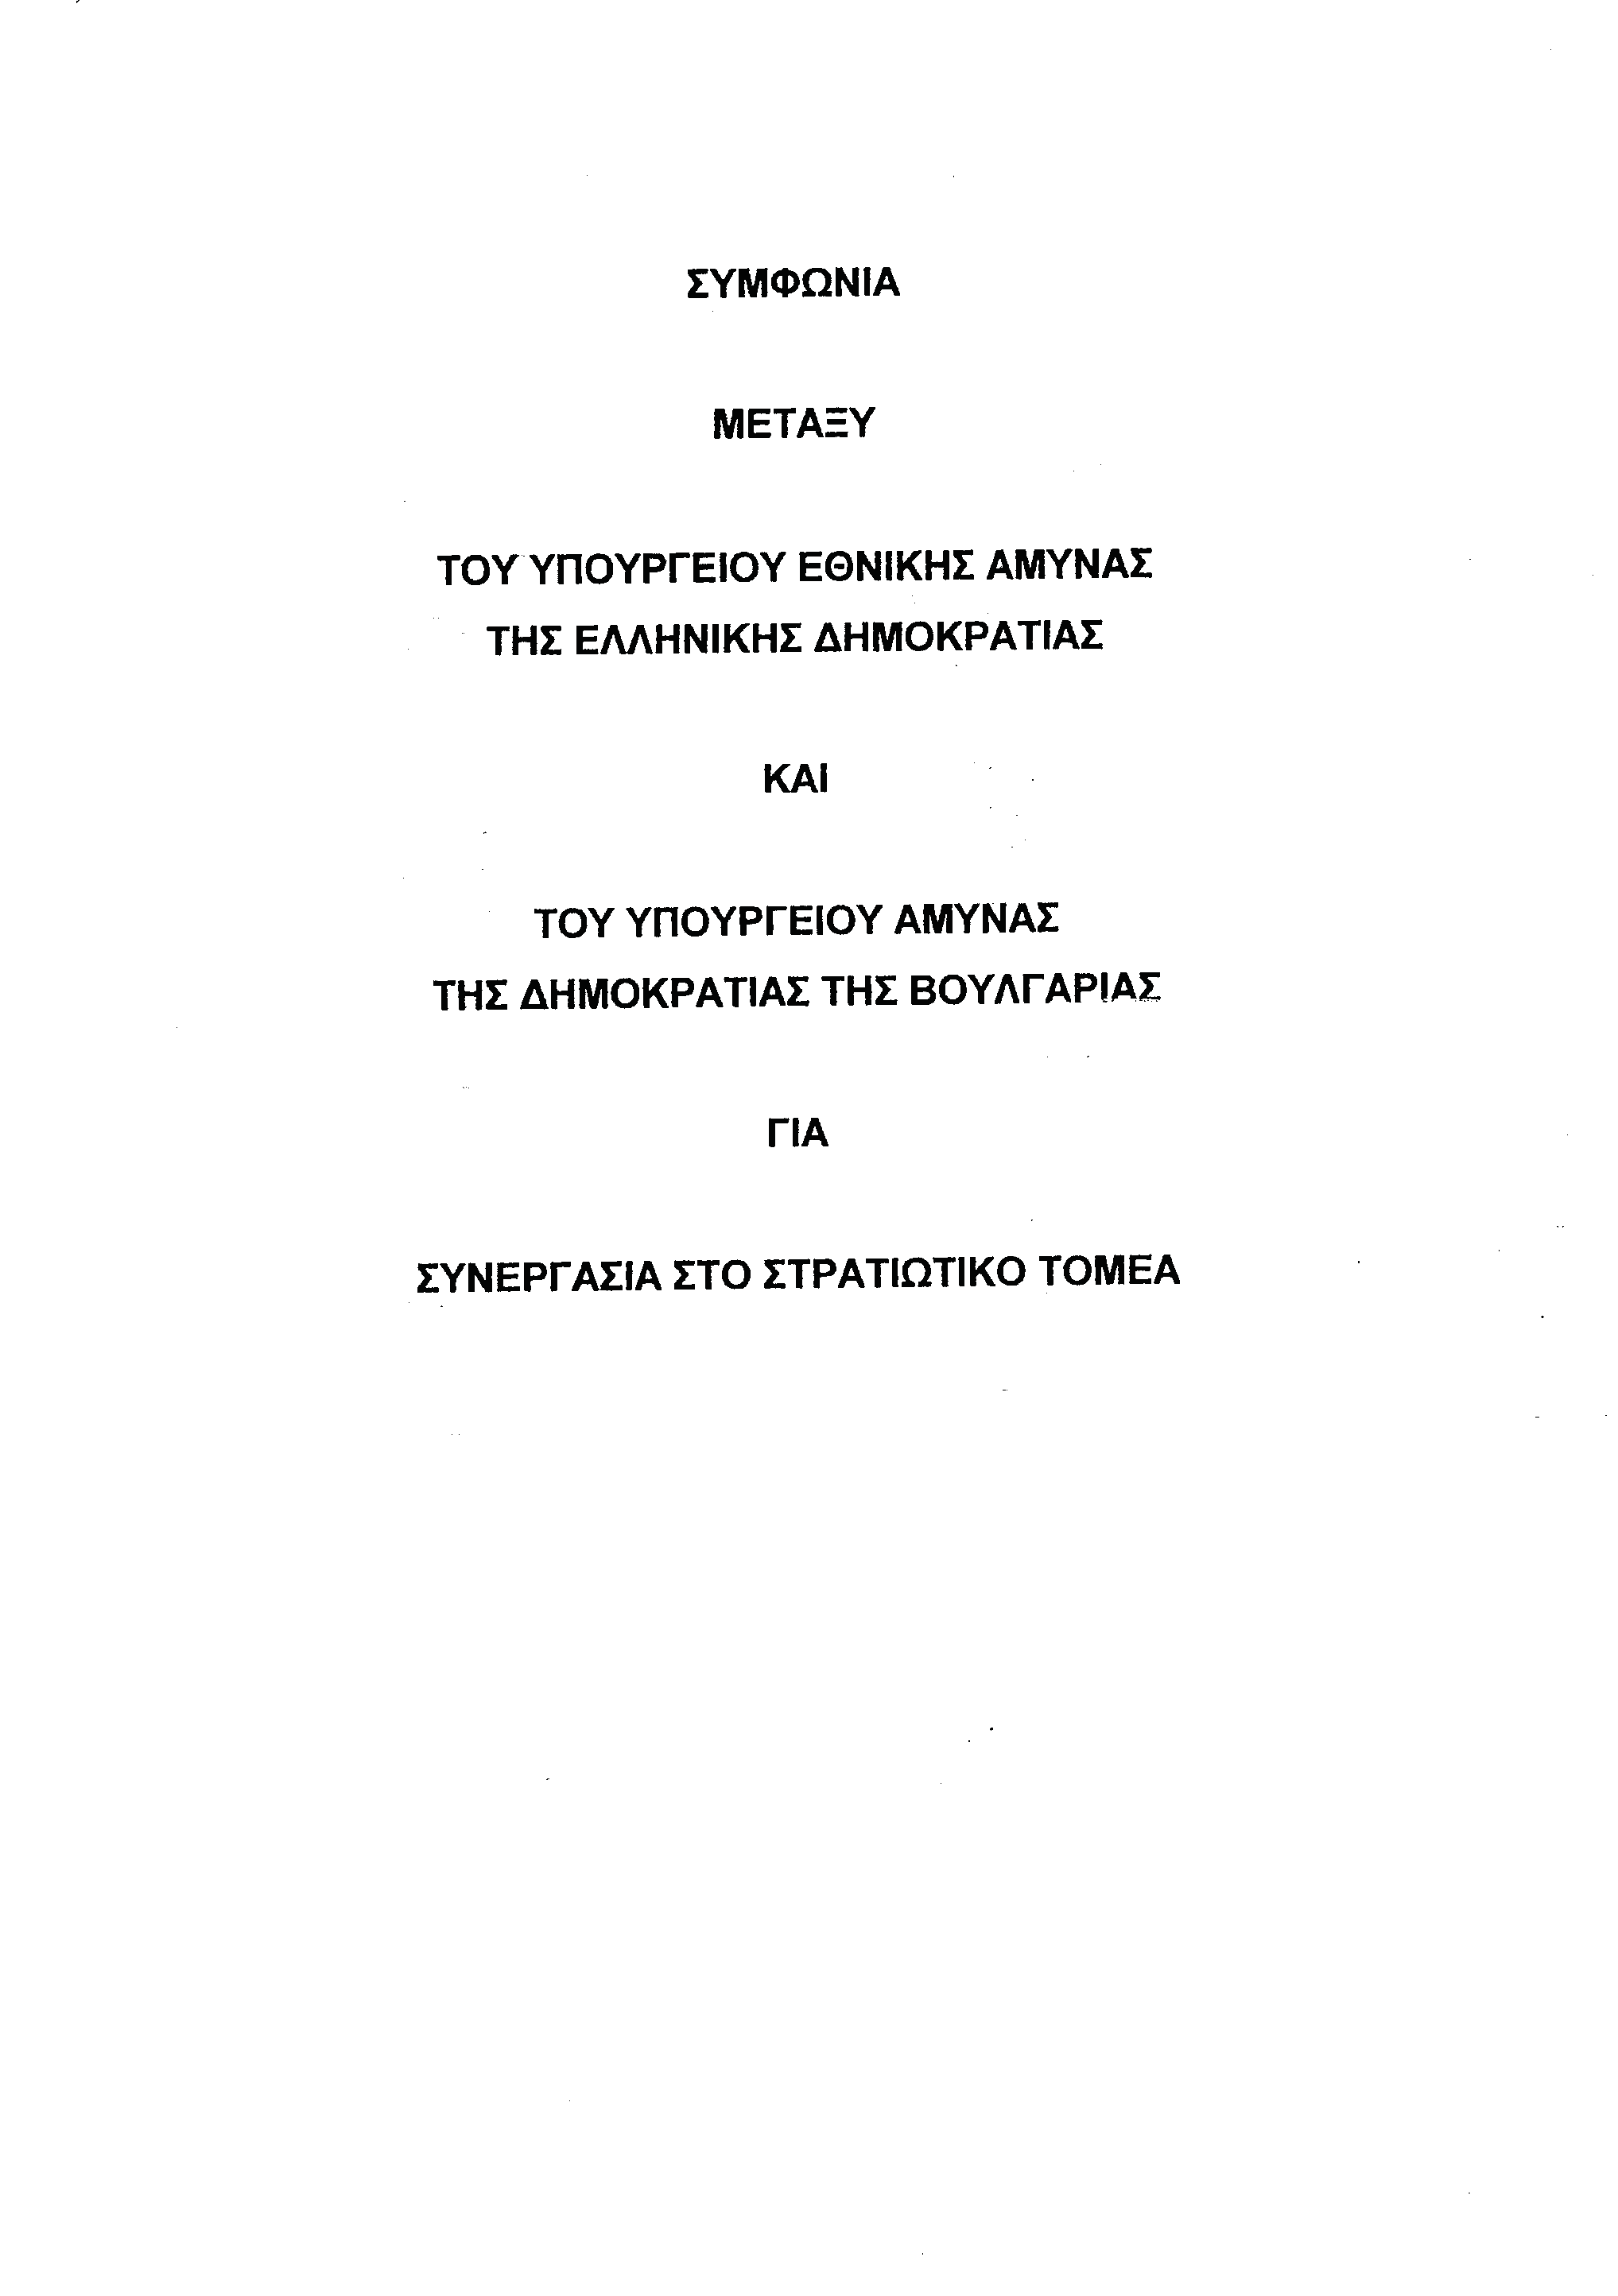 ΣΥΜΦΩΝΙΑ
ΜΕΤΑΞΥ
ΤΟΥ ΥΠΟΥΡΓΕΙΟΥ ΕΘΝΙΚΗΣ ΑΜΥΝΑΣ
ΤΗΣ ΕΛΛΗΝΙΚΗΣ ΔΗΜΟΚΡΑΤΙΑΣ
ΚΑΙ
ΤΟΥ ΥΠΟΥΡΓΕΙΟΥ ΑΜΥΝΑΣ
ΤΗΣ ΔΗΜΟΚΡΑΤΙΑΣ ΤΗΣ ΒΟΥΛΓΑΡΙΑΣ
ΓΙΑ
ΣΥΝΕΡΓΑΣΙΑ ΣΤΟ ΣΤΡΑΤΙΩΤΙΚΟ ΤΟΜΕΑ